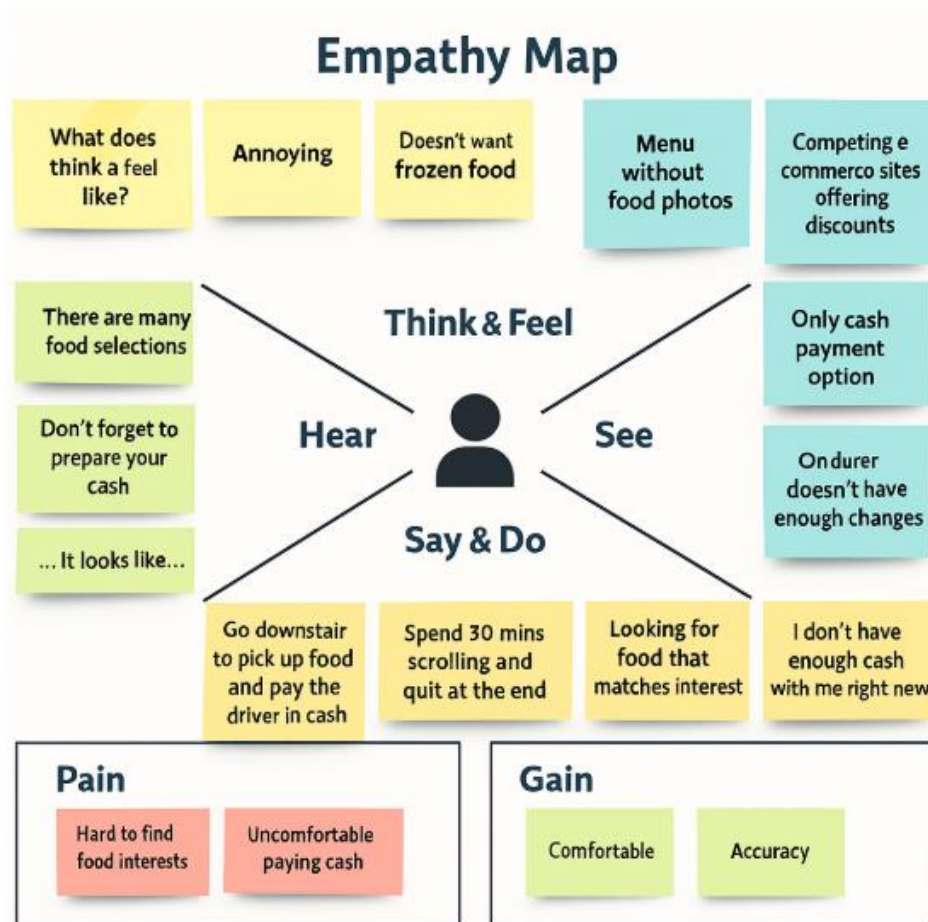 Empathy Map
What does
think a feel
like?
Annoying
Doesn't want
frozen food
Menu
without
food photos
Competing e
commerco sites
offering
discounts
There are many
food selections
Think & Feel
Only cash
payment
option
Don't forget to
prepare your
cash
Hear
See
Ondurer
doesn't have
enough changes
... It looks like...
Say & Do
Go downstair
to pick up food
and pay the
driver in cash
Spend 30 mins
scrolling and
quit at the end
Looking for
food that
matches interest
I don't have
enough cash
with me right new
Pain
Hard to find
food interests
Uncomfortable
paying cash
Gain
Comfortable
Accuracy